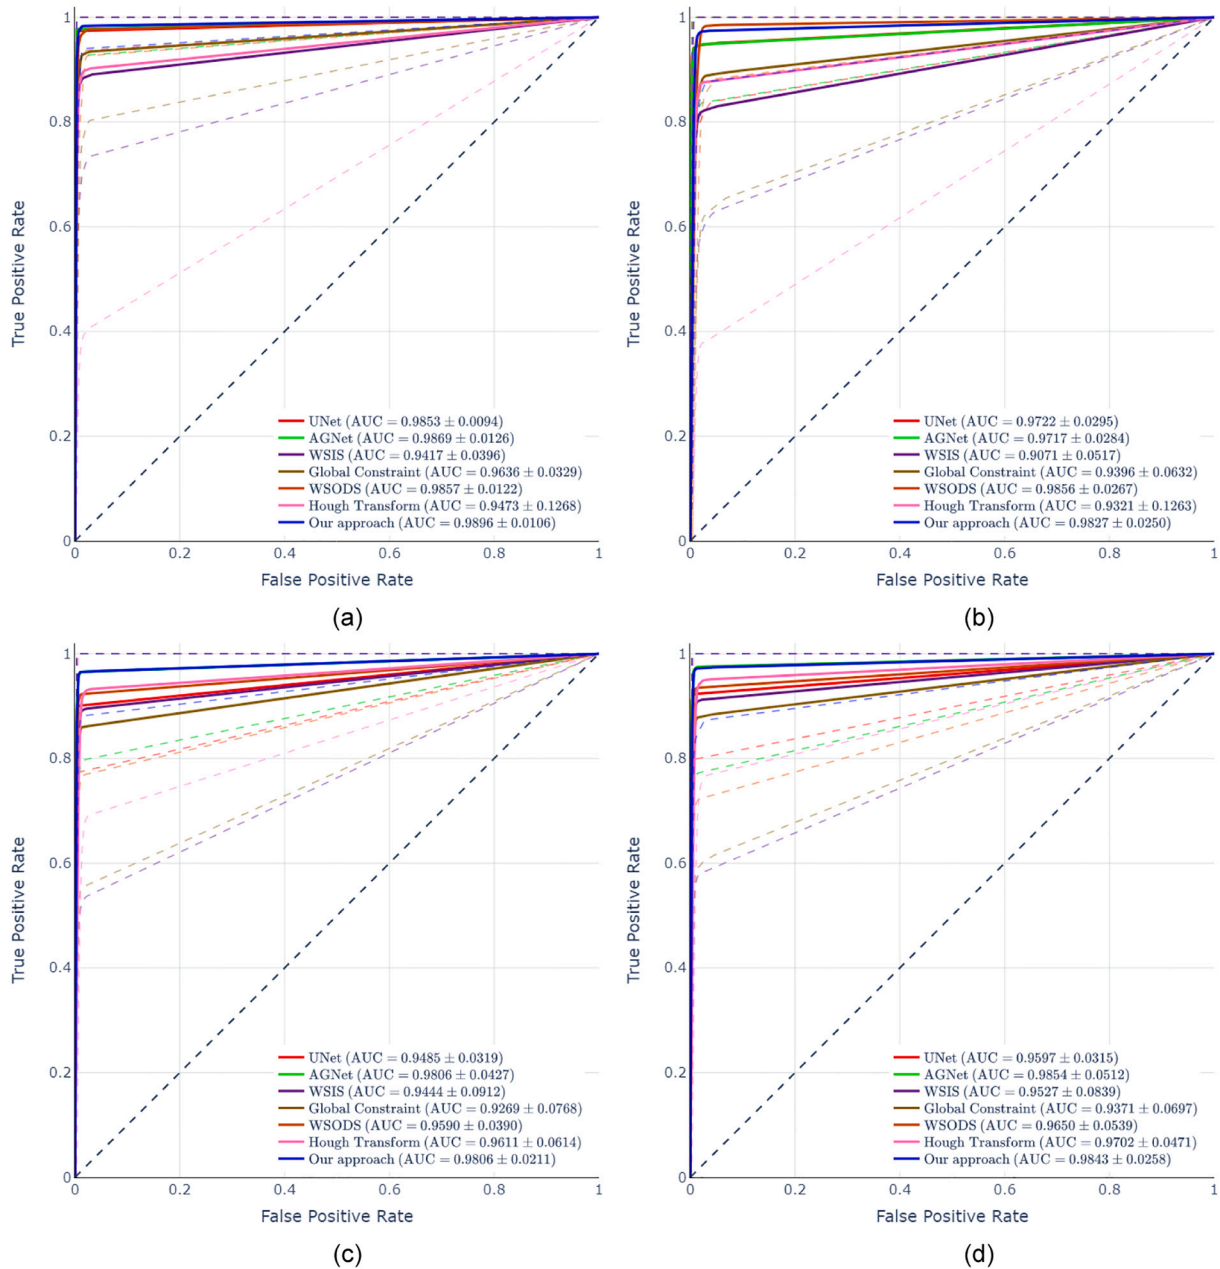 1
0.8
0.6
0.4
0.2
0
True Positive Rate
UNet (AUC = 0.9853 ± 0.0094)
AGNet (AUC = 0.9869 ± 0.0126)
WSIS (AUC = 0.9417 ± 0.0396)
Global Constraint (AUC = 0.9636 ± 0.0329)
WSODS (AUC = 0.9857 ± 0.0122)
Hough Transform (AUC = 0.9473 ± 0.1268)
Our approach (AUC = 0.9896 ± 0.0106)
0 0.2 0.4 0.6 0.8 1
False Positive Rate
(a)
1
0.8
0.6
0.4
0.2
0
True Positive Rate
UNet (AUC = 0.9722 ± 0.0295)
AGNet (AUC = 0.9717 ± 0.0284)
WSIS (AUC = 0.9071 ± 0.0517)
Global Constraint (AUC = 0.9396 ± 0.0632)
WSODS (AUC = 0.9856 ± 0.0267)
Hough Transform (AUC = 0.9321 ± 0.1263)
Our approach (AUC = 0.9827 ± 0.0250)
0 0.2 0.4 0.6 0.8 1
False Positive Rate
(b)
1
0.8
0.6
0.4
0.2
0
True Positive Rate
UNet (AUC = 0.9485 ± 0.0319)
AGNet (AUC = 0.9806 ± 0.0427)
WSIS (AUC = 0.9444 ± 0.0912)
Global Constraint (AUC = 0.9269 ± 0.0768)
WSODS (AUC = 0.9590 ± 0.0390)
Hough Transform (AUC = 0.9611 ± 0.0614)
Our approach (AUC = 0.9806 ± 0.0211)
0 0.2 0.4 0.6 0.8 1
False Positive Rate
(c)
1
0.8
0.6
0.4
0.2
0
True Positive Rate
UNet (AUC = 0.9597 ± 0.0315)
AGNet (AUC = 0.9854 ± 0.0512)
WSIS (AUC = 0.9527 ± 0.0839)
Global Constraint (AUC = 0.9371 ± 0.0697)
WSODS (AUC = 0.9650 ± 0.0539)
Hough Transform (AUC = 0.9702 ± 0.0471)
Our approach (AUC = 0.9843 ± 0.0258)
0 0.2 0.4 0.6 0.8 1
False Positive Rate
(d)